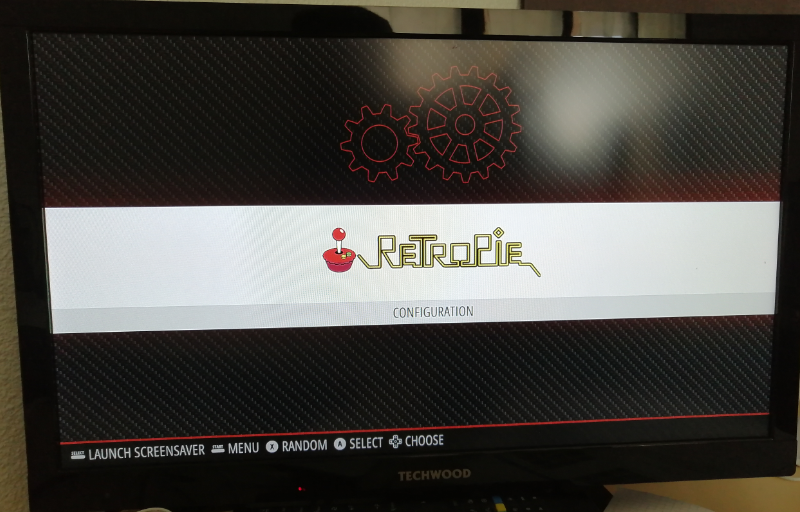 RETROPIE
CONFIGURATION
SELECT LAUNCH SCREENSAVER START MENU X RANDOM A SELECT CHOOSE
TECHWOOD